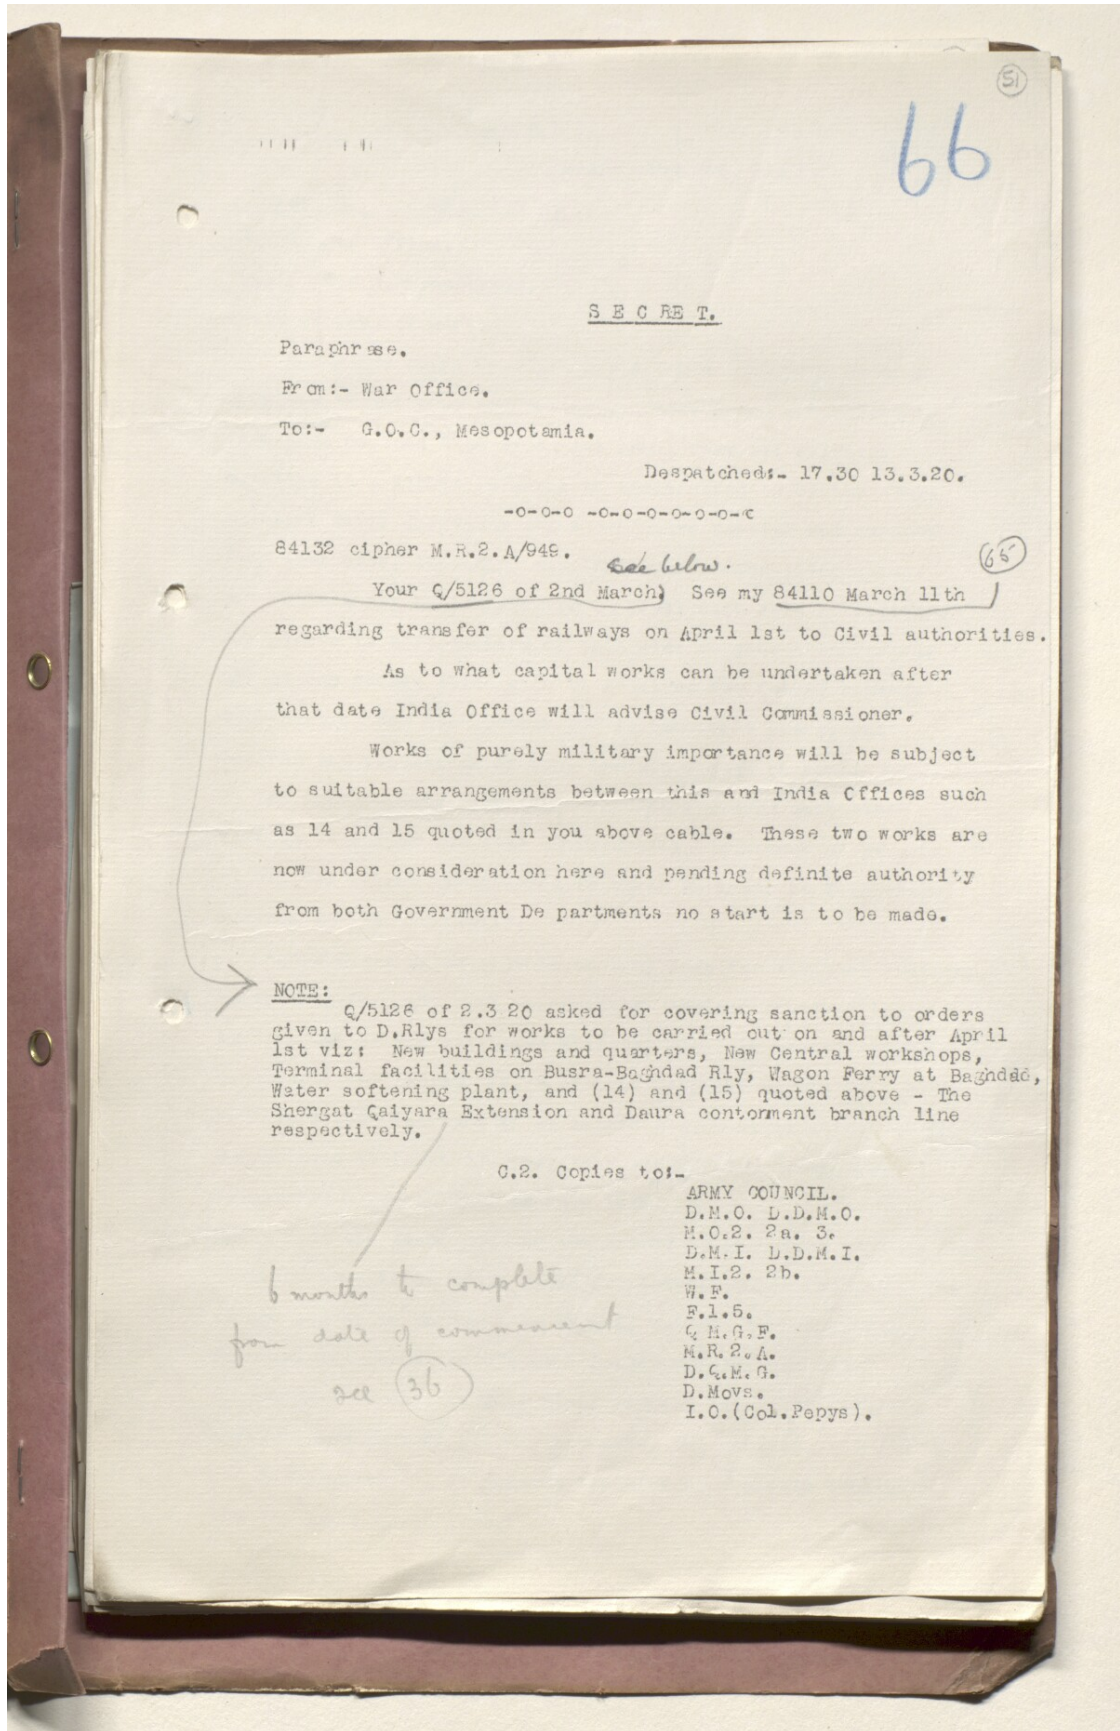 51
66
S E C RE T.
Paraphrase.
From:- War Office.
To:- G.O.C., Mesopotamia.
Despatched:- 17.30 13.3.20.
-o-o-o -o-o-o-o-o-o-c
84132 cipher M.R.2.A/949.
see below.
65
Your Q/5126 of 2nd March) See my 84110 March 11th
regarding transfer of railways on April 1st to Civil authorities.
As to what capital works can be undertaken after
that date India Office will advise Civil Commissioner.
Works of purely military importance will be subject
to suitable arrangements between this and India Offices such
as 14 and 15 quoted in you above cable. These two works are
now under consideration here and pending definite authority
from both Government De partments no start is to be made.
NOTE:
Q/5126 of 2.3 20 asked for covering sanction to orders
given to D.Rlys for works to be carried out on and after April
1st viz: New buildings and quarters, New Central workshops,
Terminal facilities on Busra-Baghdad Rly, Wagon Ferry at Baghdad,
Water softening plant, and (14) and (15) quoted above - The
Shergat Qaiyara Extension and Daura contonment branch line
respectively.
C.2. Copies to:-
ARMY COUNCIL.
D.M.O. D.D.M.O.
M.O.2. 2a. 3.
D.M.I. D.D.M.I.
M.I.2. 2b.
W.F.
F.1.5.
Q M.G.F.
M.R.2.A.
D.Q.M.G.
D.Movs.
I.O.(Col.Pepys).
6 months to complete
from date of commencement
see 36